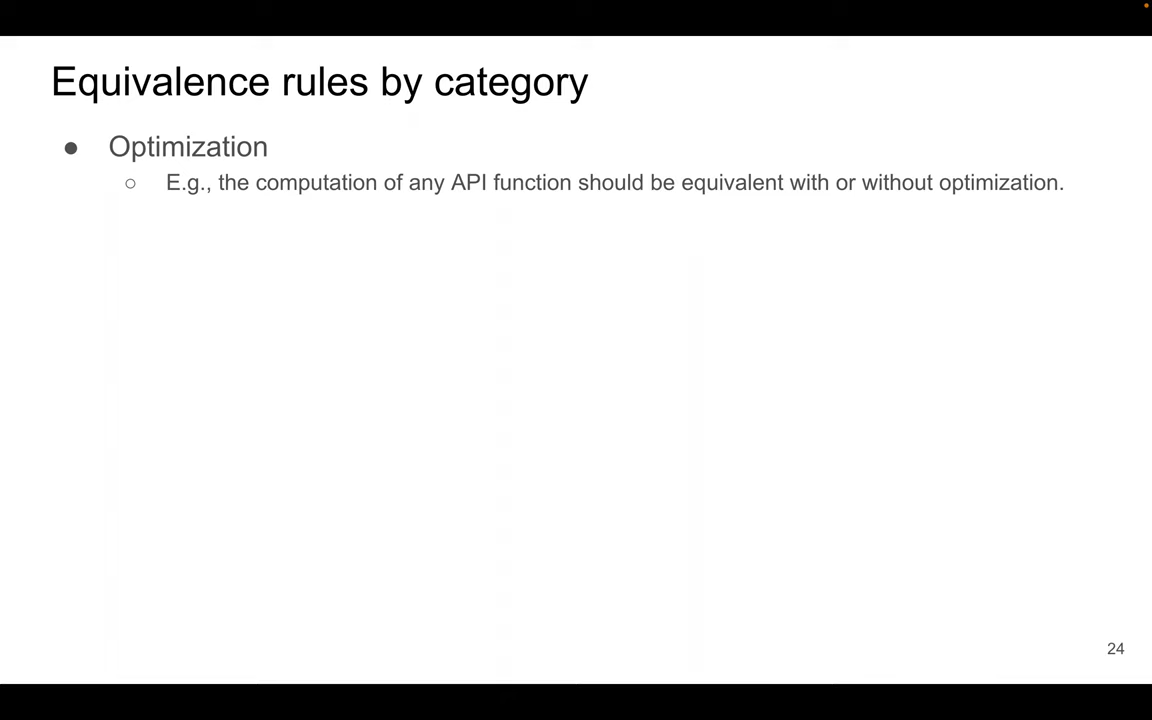 Equivalence rules by category
● Optimization
○ E.g., the computation of any API function should be equivalent with or without optimization.
24